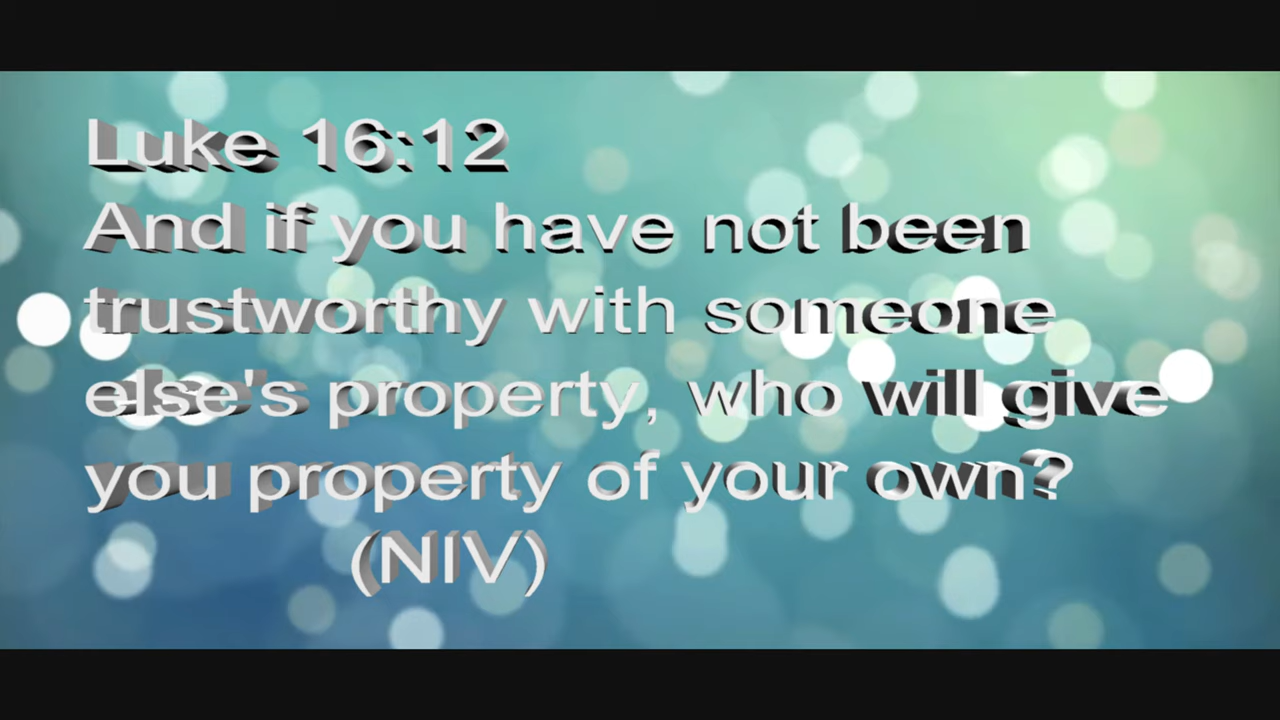 Luke 16:12
And if you have not been
trustworthy with someone
else's property, who will give
you property of your own?
(NIV)